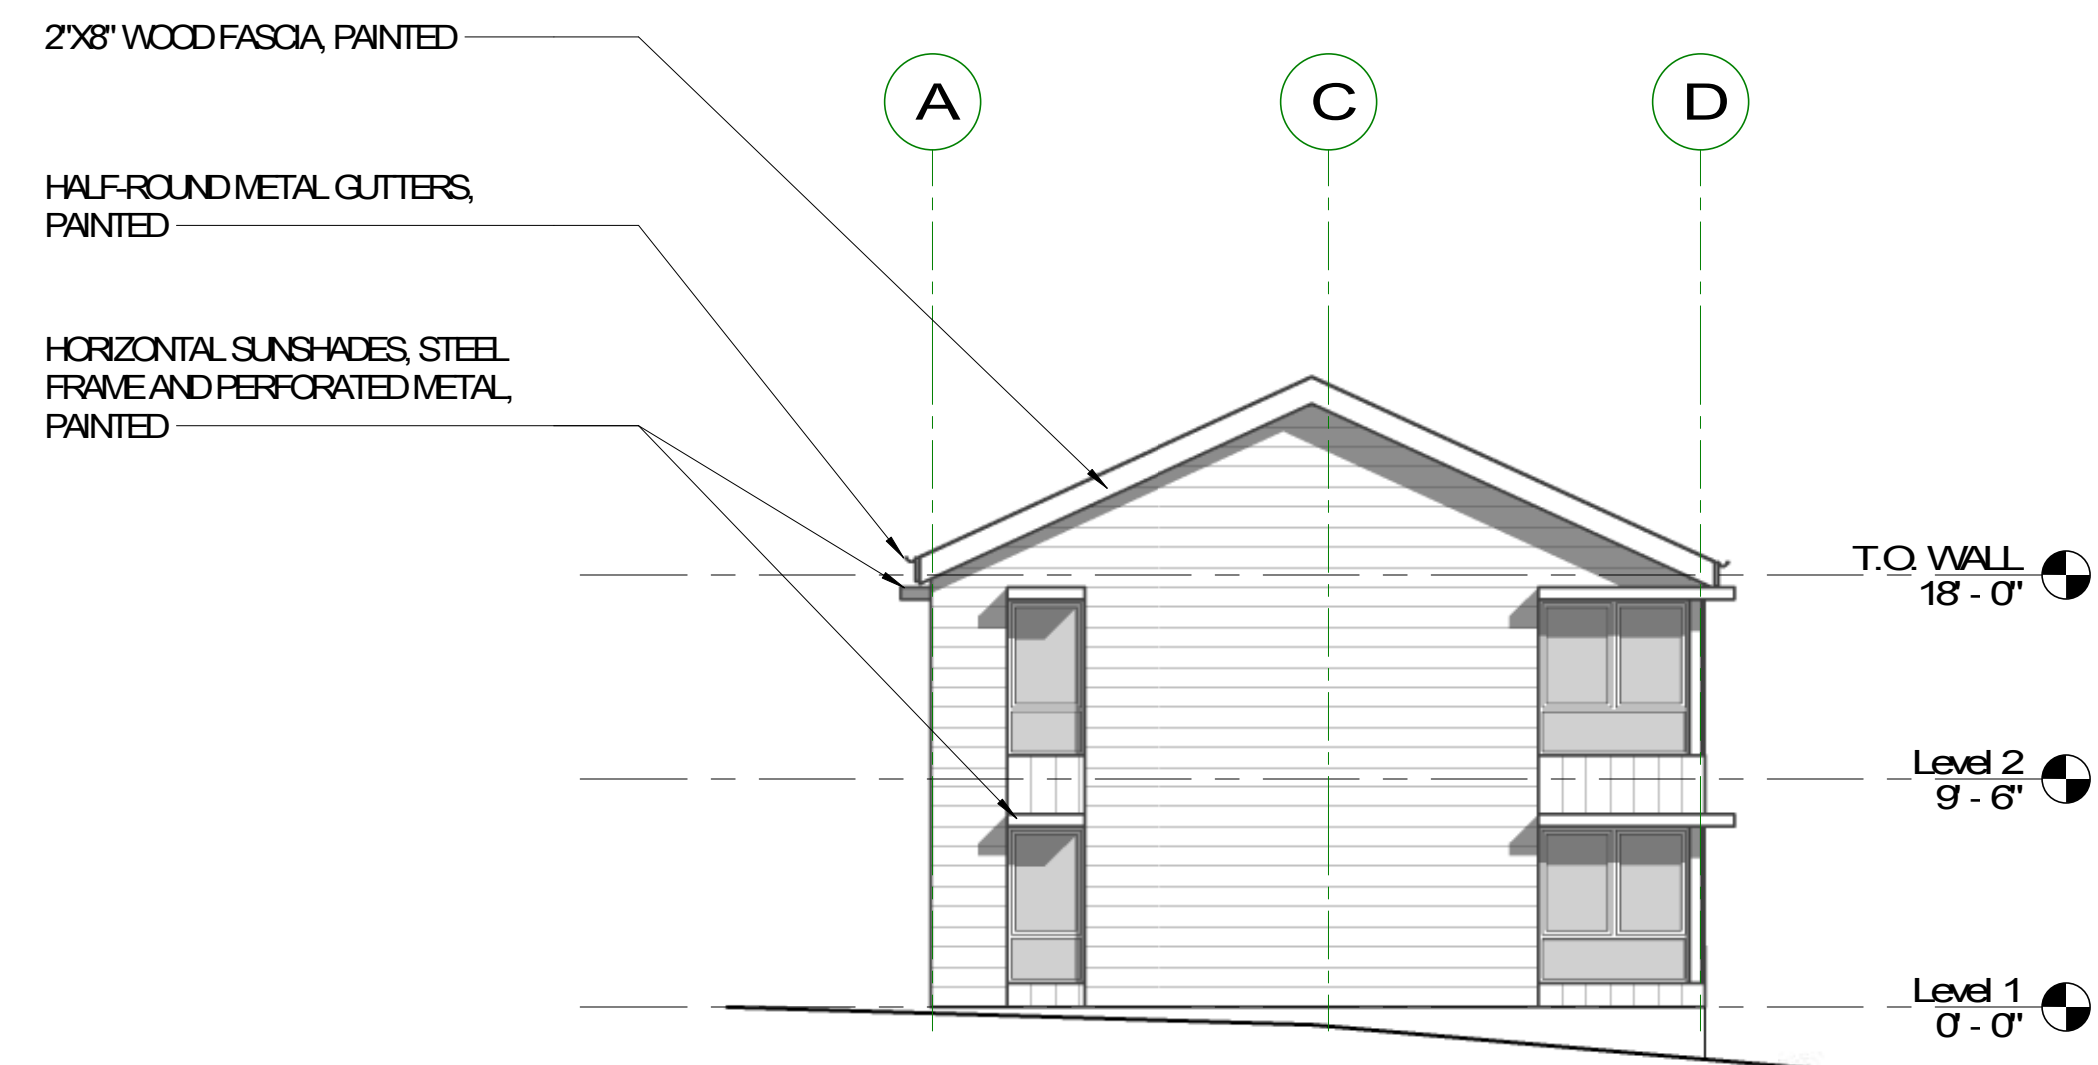 2"X8" WOOD FASCIA, PAINTED
A
C
D
HALF-ROUND METAL GUTTERS,
PAINTED
HORIZONTAL SUNSHADES, STEEL
FRAME AND PERFORATED METAL,
PAINTED
T.O. WALL
18' - 0"
Level 2
9' - 6"
Level 1
0' - 0"